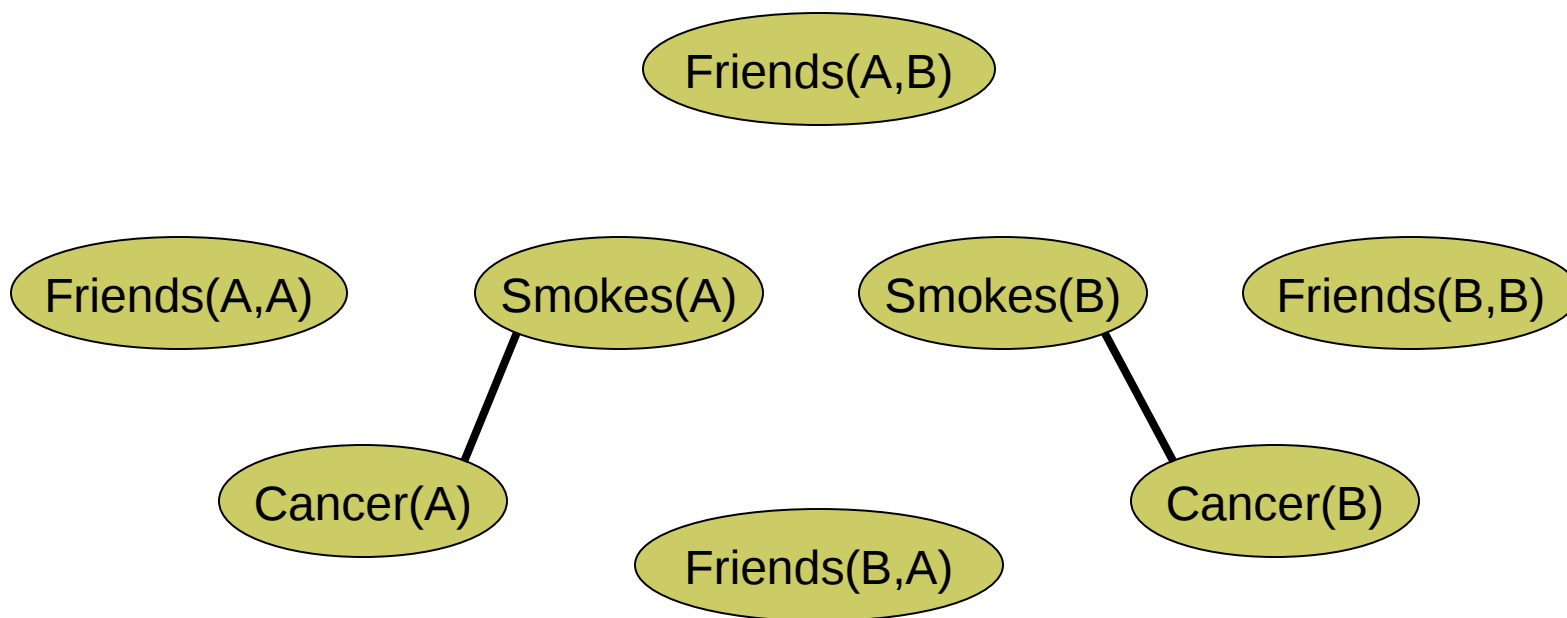 Friends(A,B)
Friends(A,A)
Smokes(A)
Smokes(B)
Friends(B,B)
Cancer(A)
Cancer(B)
Friends(B,A)